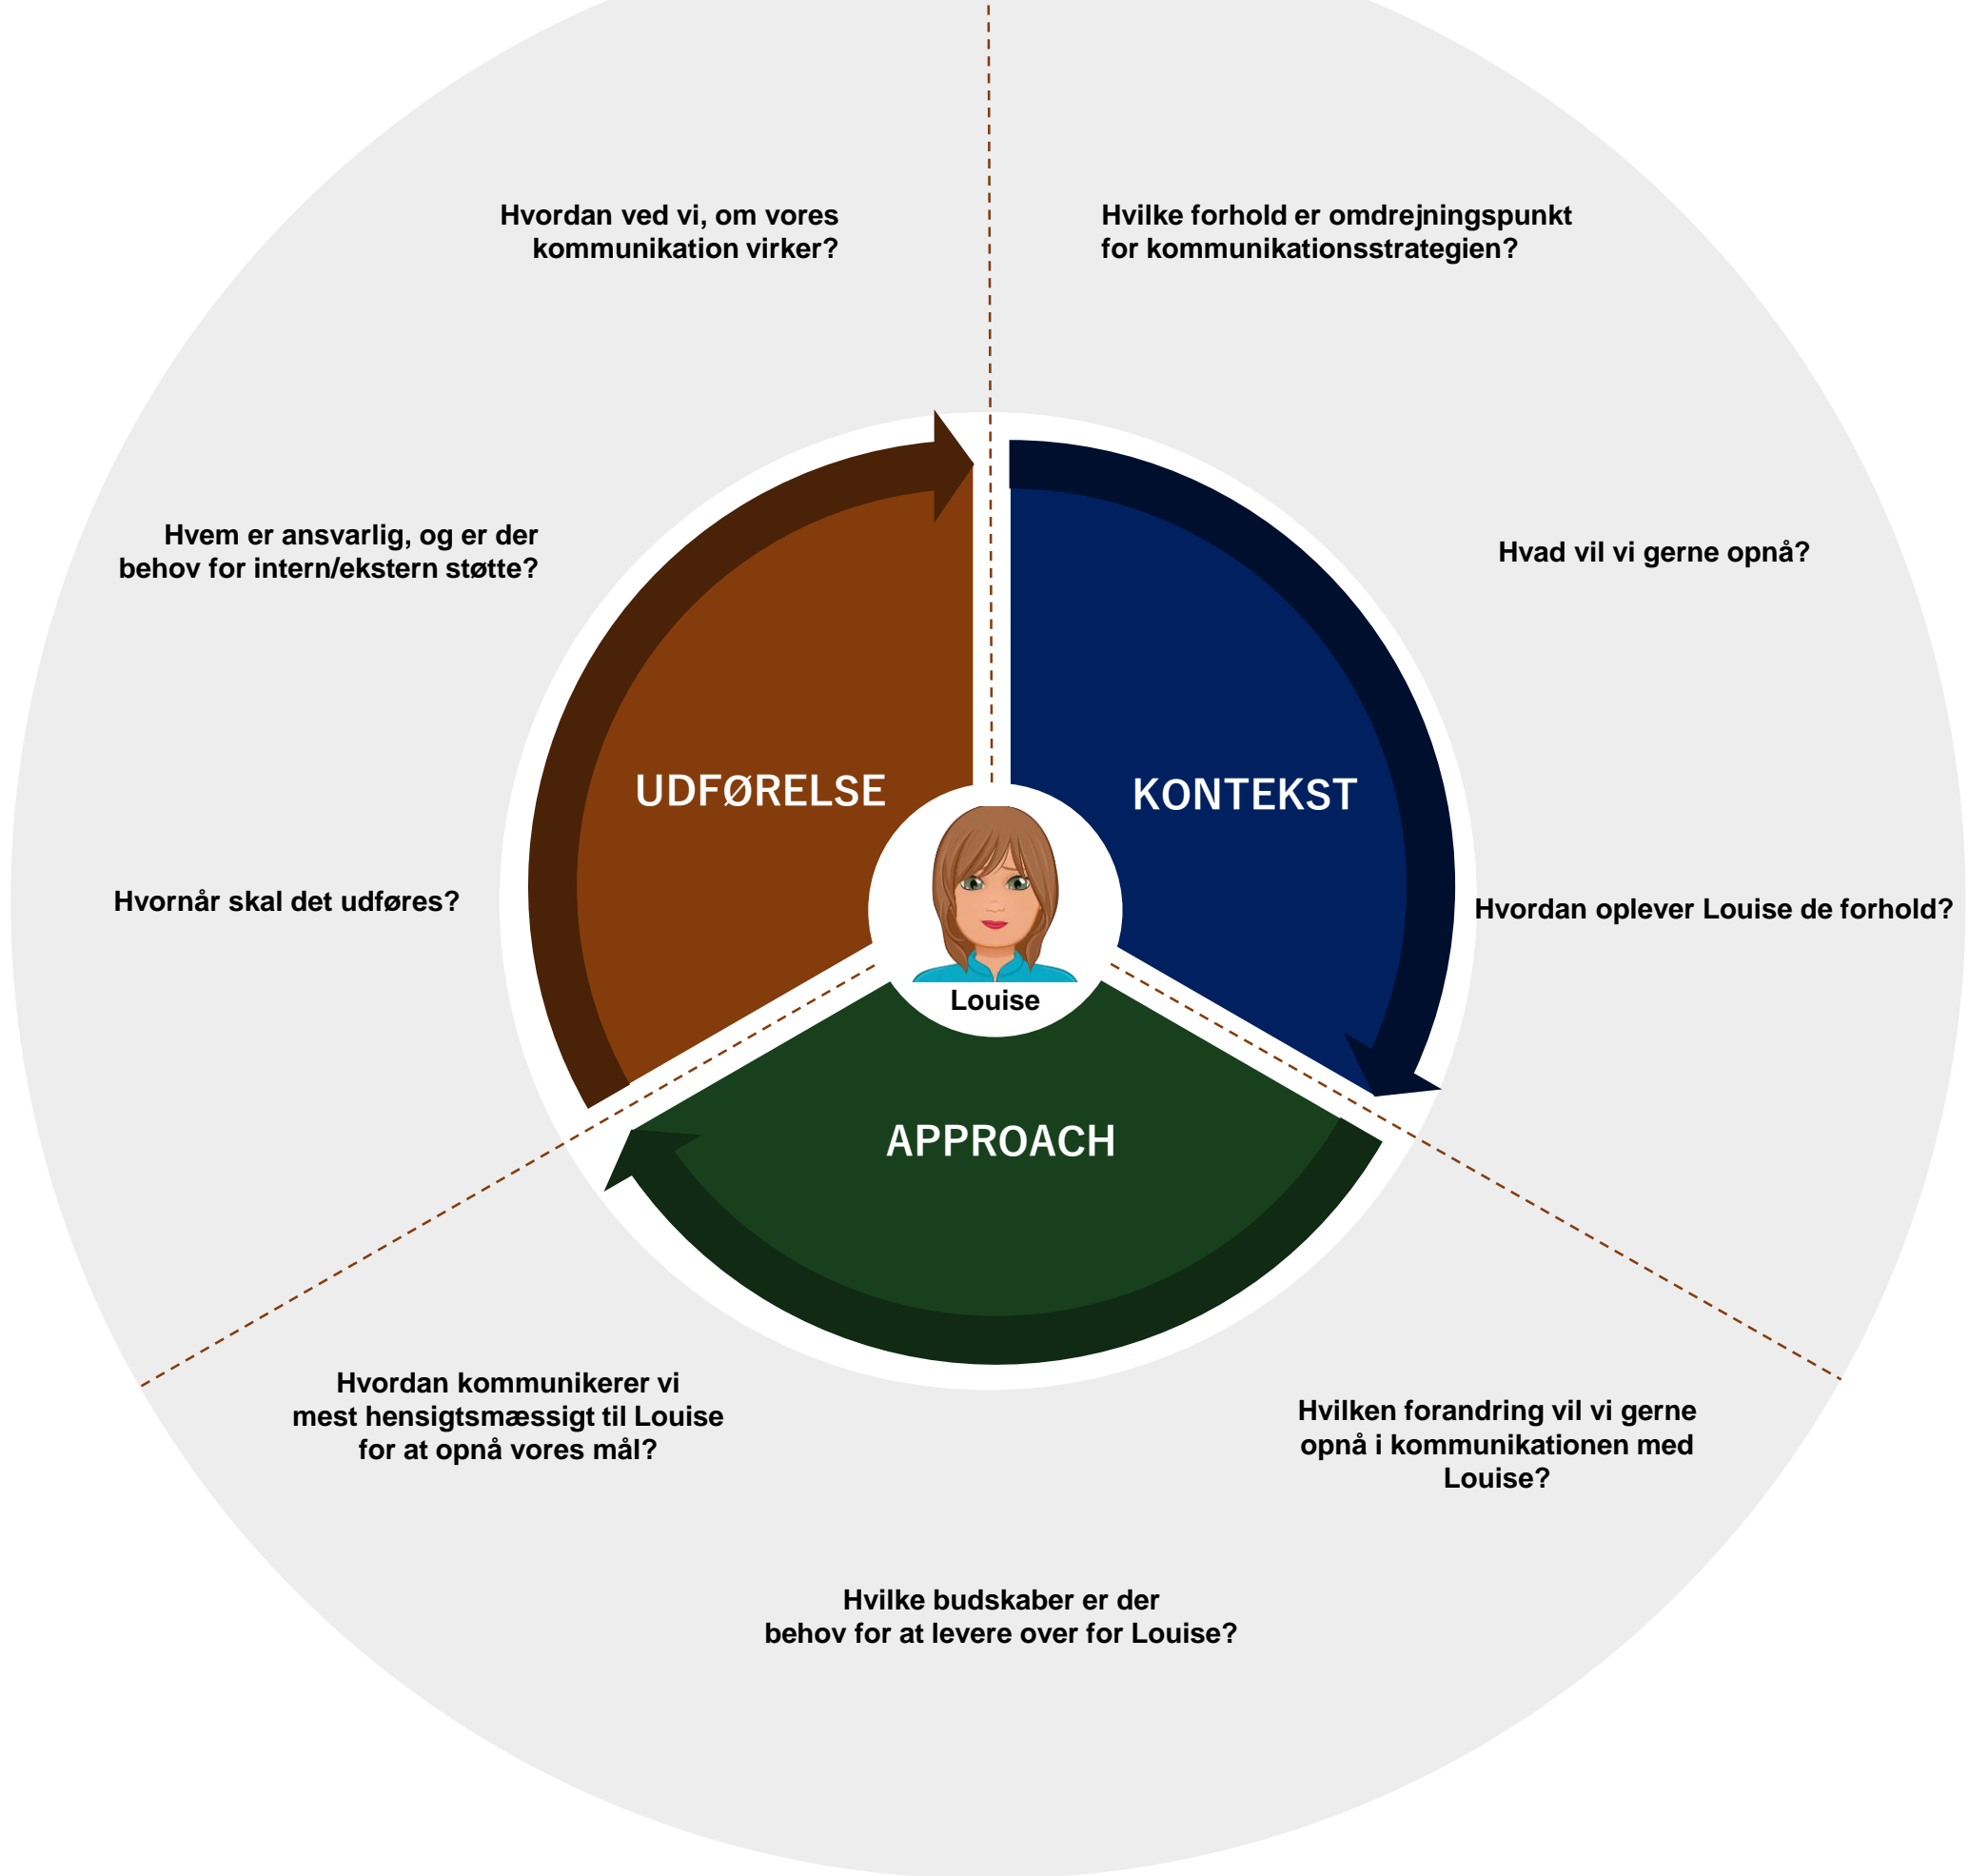 Hvordan ved vi, om vores
kommunikation virker?
Hvilke forhold er omdrejningspunkt
for kommunikationsstrategien?
Hvem er ansvarlig, og er der
behov for intern/ekstern støtte?
Hvad vil vi gerne opnå?
UDFØRELSE
KONTEKST
Hvornår skal det udføres?
Hvordan oplever Louise de forhold?
Louise
APPROACH
Hvordan kommunikerer vi
mest hensigtsmæssigt til Louise
for at opnå vores mål?
Hvilken forandring vil vi gerne
opnå i kommunikationen med
Louise?
Hvilke budskaber er der
behov for at levere over for Louise?